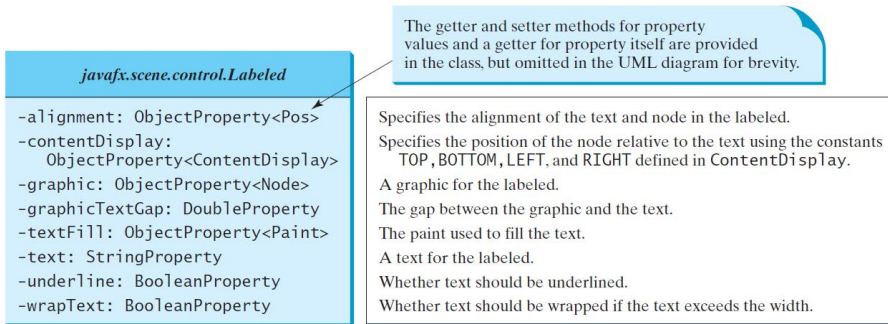 The getter and setter methods for property
values and a getter for property itself are provided
in the class, but omitted in the UML diagram for brevity.
javafx.scene.control.Labeled
-alignment: ObjectProperty<Pos>
-contentDisplay:
ObjectProperty<ContentDisplay>
-graphic: ObjectProperty<Node>
-graphicTextGap: DoubleProperty
-textFill: ObjectProperty<Paint>
-text: StringProperty
-underline: BooleanProperty
-wrapText: BooleanProperty
Specifies the alignment of the text and node in the labeled.
Specifies the position of the node relative to the text using the constants
TOP, BOTTOM, LEFT, and RIGHT defined in ContentDisplay.
A graphic for the labeled.
The gap between the graphic and the text.
The paint used to fill the text.
A text for the labeled.
Whether text should be underlined.
Whether text should be wrapped if the text exceeds the width.